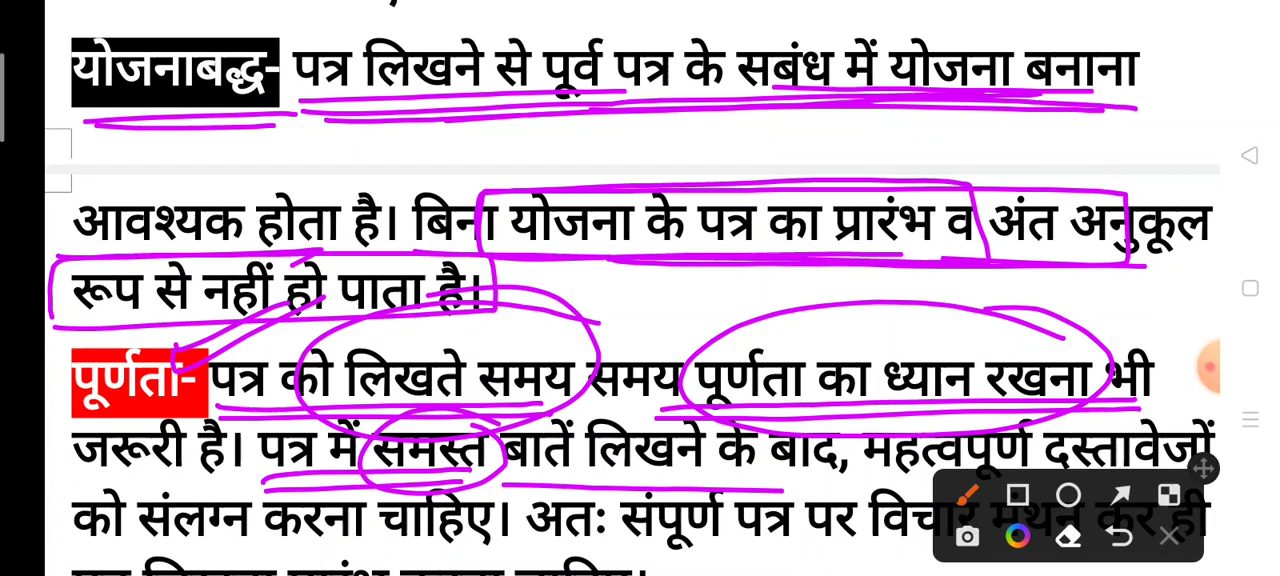 योजनाबद्ध- पत्र लिखने से पूर्व पत्र के सबंध में योजना बनाना
आवश्यक होता है। बिना योजना के पत्र का प्रारंभ व अंत अनुकूल
रूप से नहीं हो पाता है।
पूर्णता- पत्र को लिखते समय समय पूर्णता का ध्यान रखना भी
जरूरी है। पत्र में समस्त बातें लिखने के बाद, महत्वपूर्ण दस्तावेजों
को संलग्न करना चाहिए। अतः संपूर्ण पत्र पर विचार मंथन कर ही